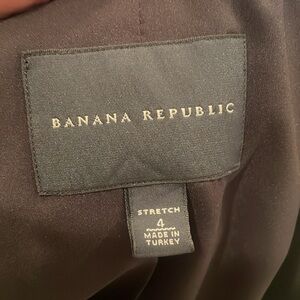 BANANA REPUBLIC
STRETCH
4
MADE IN
TURKEY